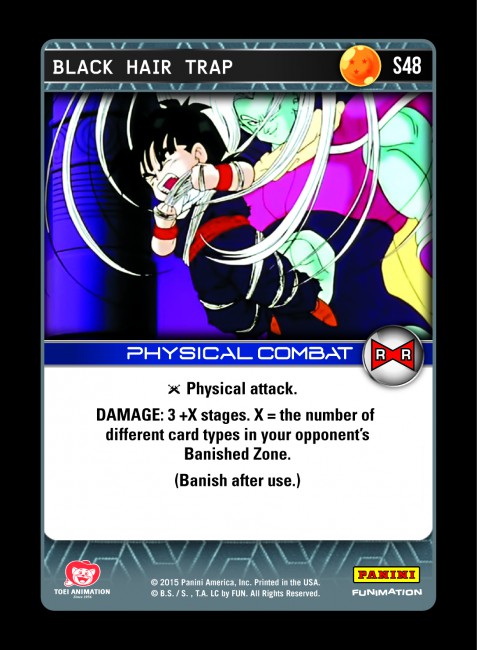 BLACK HAIR TRAP
S48
PHYSICAL COMBAT
R R
Physical attack.
DAMAGE: 3 +X stages. X = the number of
different card types in your opponent's
Banished Zone.
(Banish after use.)
TOEI ANIMATION
Since 1956
© 2015 Panini America, Inc. Printed in the USA.
© B.S. / S. , T.A. LC by FUN. All Rights Reserved.
PANINI
FUNIMATION